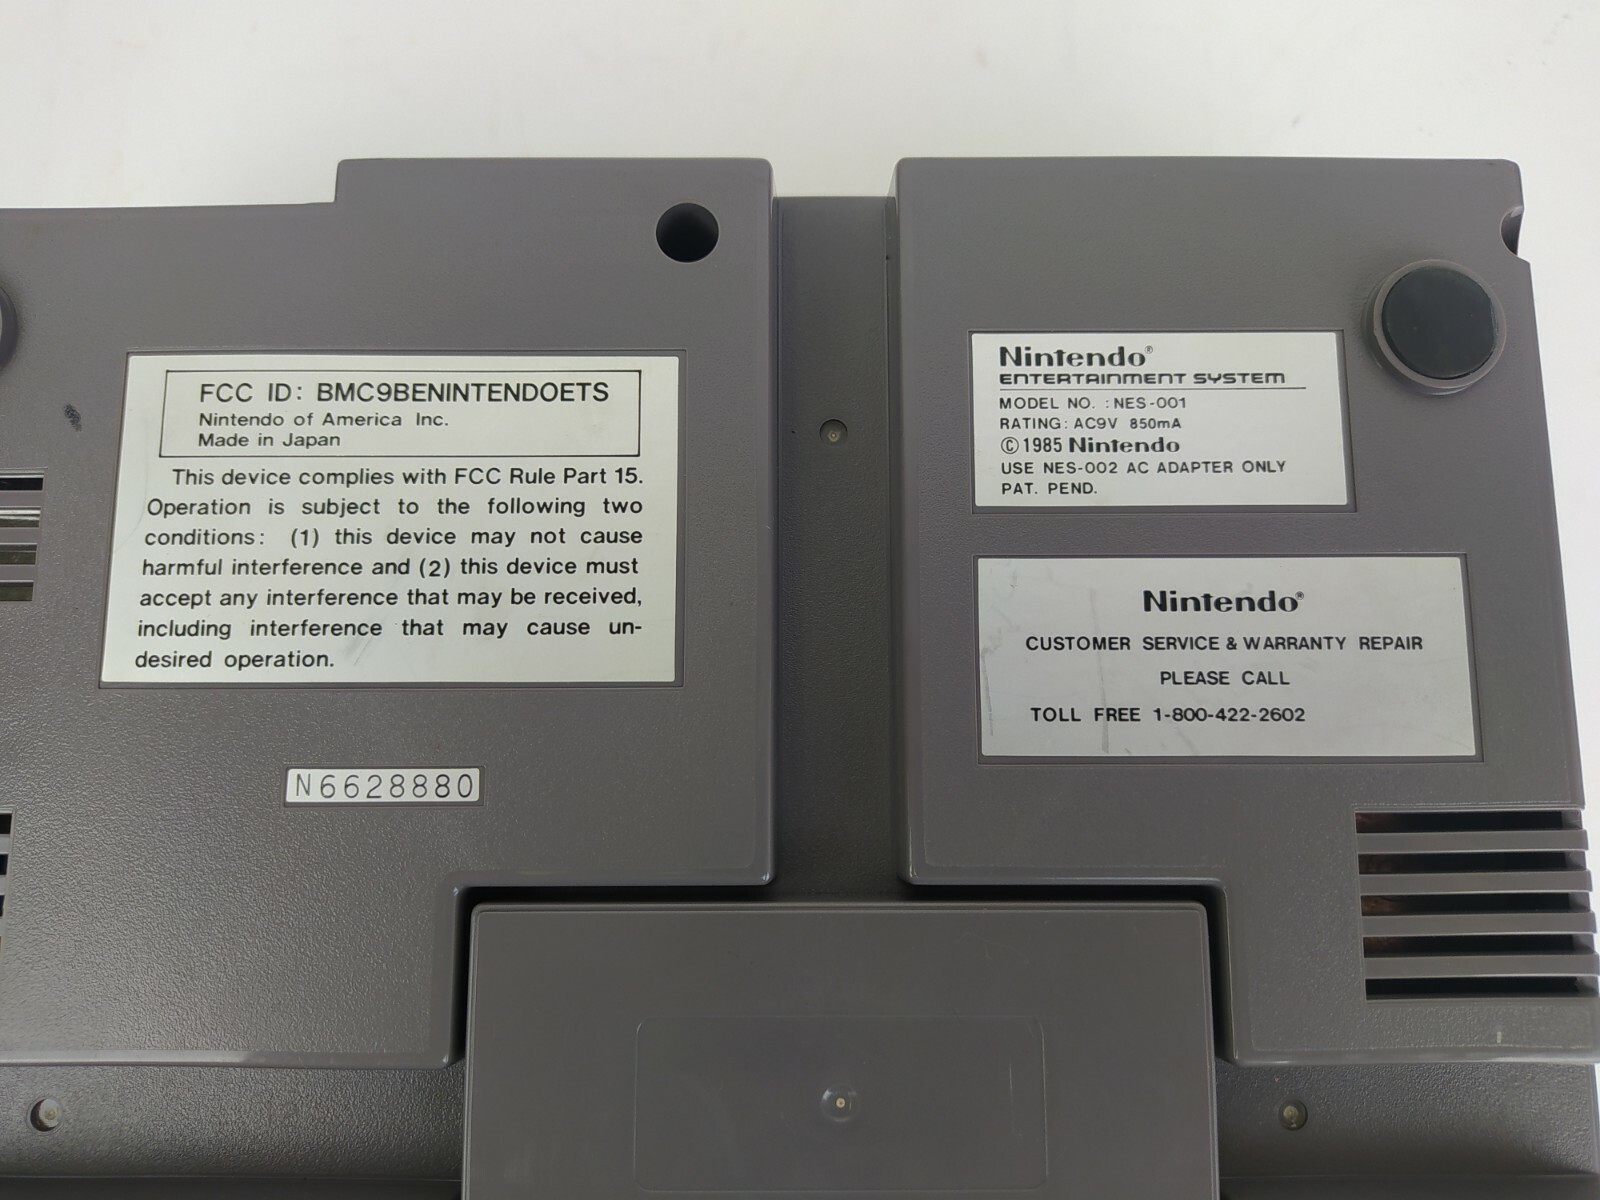 FCC ID: BMC9BENINTENDOETS
Nintendo of America Inc.
Made in Japan
This device complies with FCC Rule Part 15.
Operation is subject to the following two
conditions: (1) this device may not cause
harmful interference and (2) this device must
accept any interference that may be received,
including interference that may cause un-
desired operation.
N6628880
Nintendo®
ENTERTAINMENT SYSTEM
MODEL NO. : NES-001
RATING: AC9V 850mA
©1985 Nintendo
USE NES-002 AC ADAPTER ONLY
PAT. PEND.
Nintendo®
CUSTOMER SERVICE & WARRANTY REPAIR
PLEASE CALL
TOLL FREE 1-800-422-2602